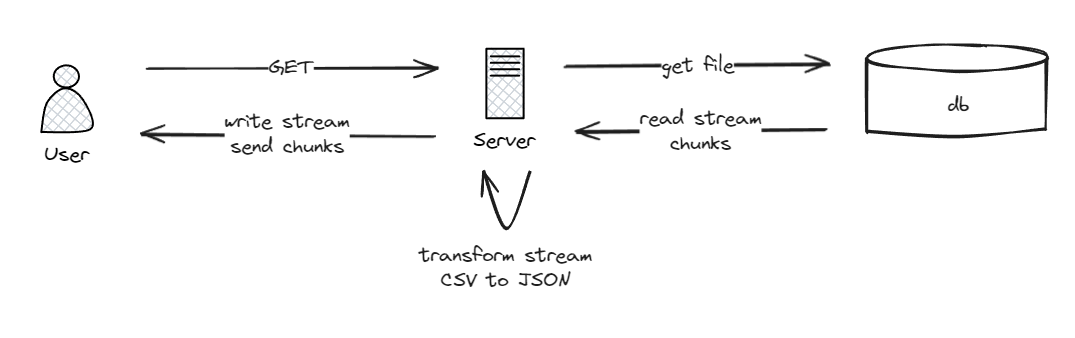 GET
get file
db
write stream
send chunks
read stream
chunks
User
Server
transform stream
CSV to JSON